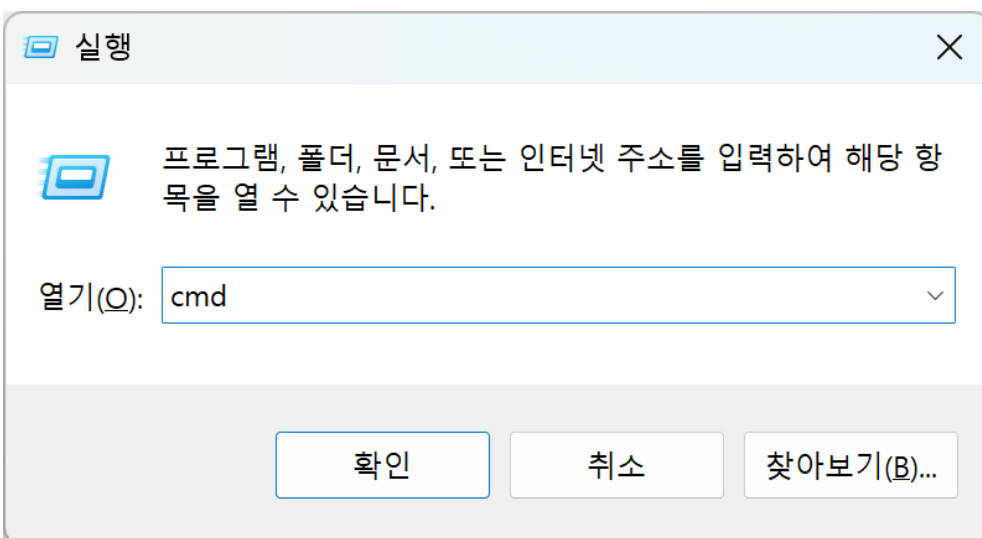 실행
프로그램, 폴더, 문서, 또는 인터넷 주소를 입력하여 해당 항
목을 열 수 있습니다.
열기(O): cmd
확인 취소 찾아보기(B)...